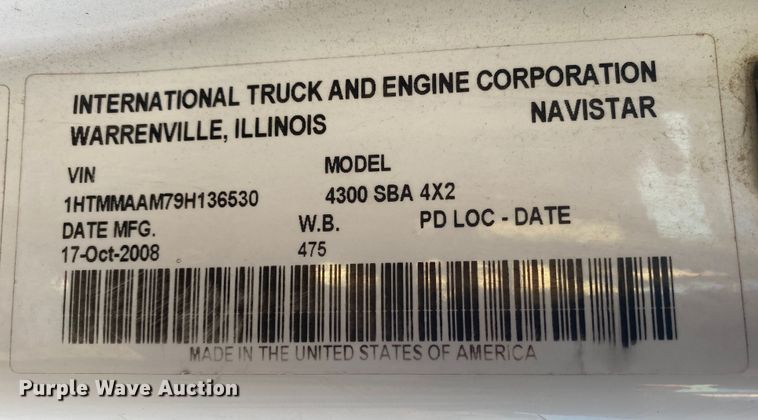 INTERNATIONAL TRUCK AND ENGINE CORPORATION
WARRENVILLE, ILLINOIS NAVISTAR
VIN MODEL
1HTMMAAM79H136530 4300 SBA 4X2
DATE MFG. W.B. PD LOC - DATE
17-Oct-2008 475
MADE IN THE UNITED STATES OF AMERICA
Purple Wave Auction